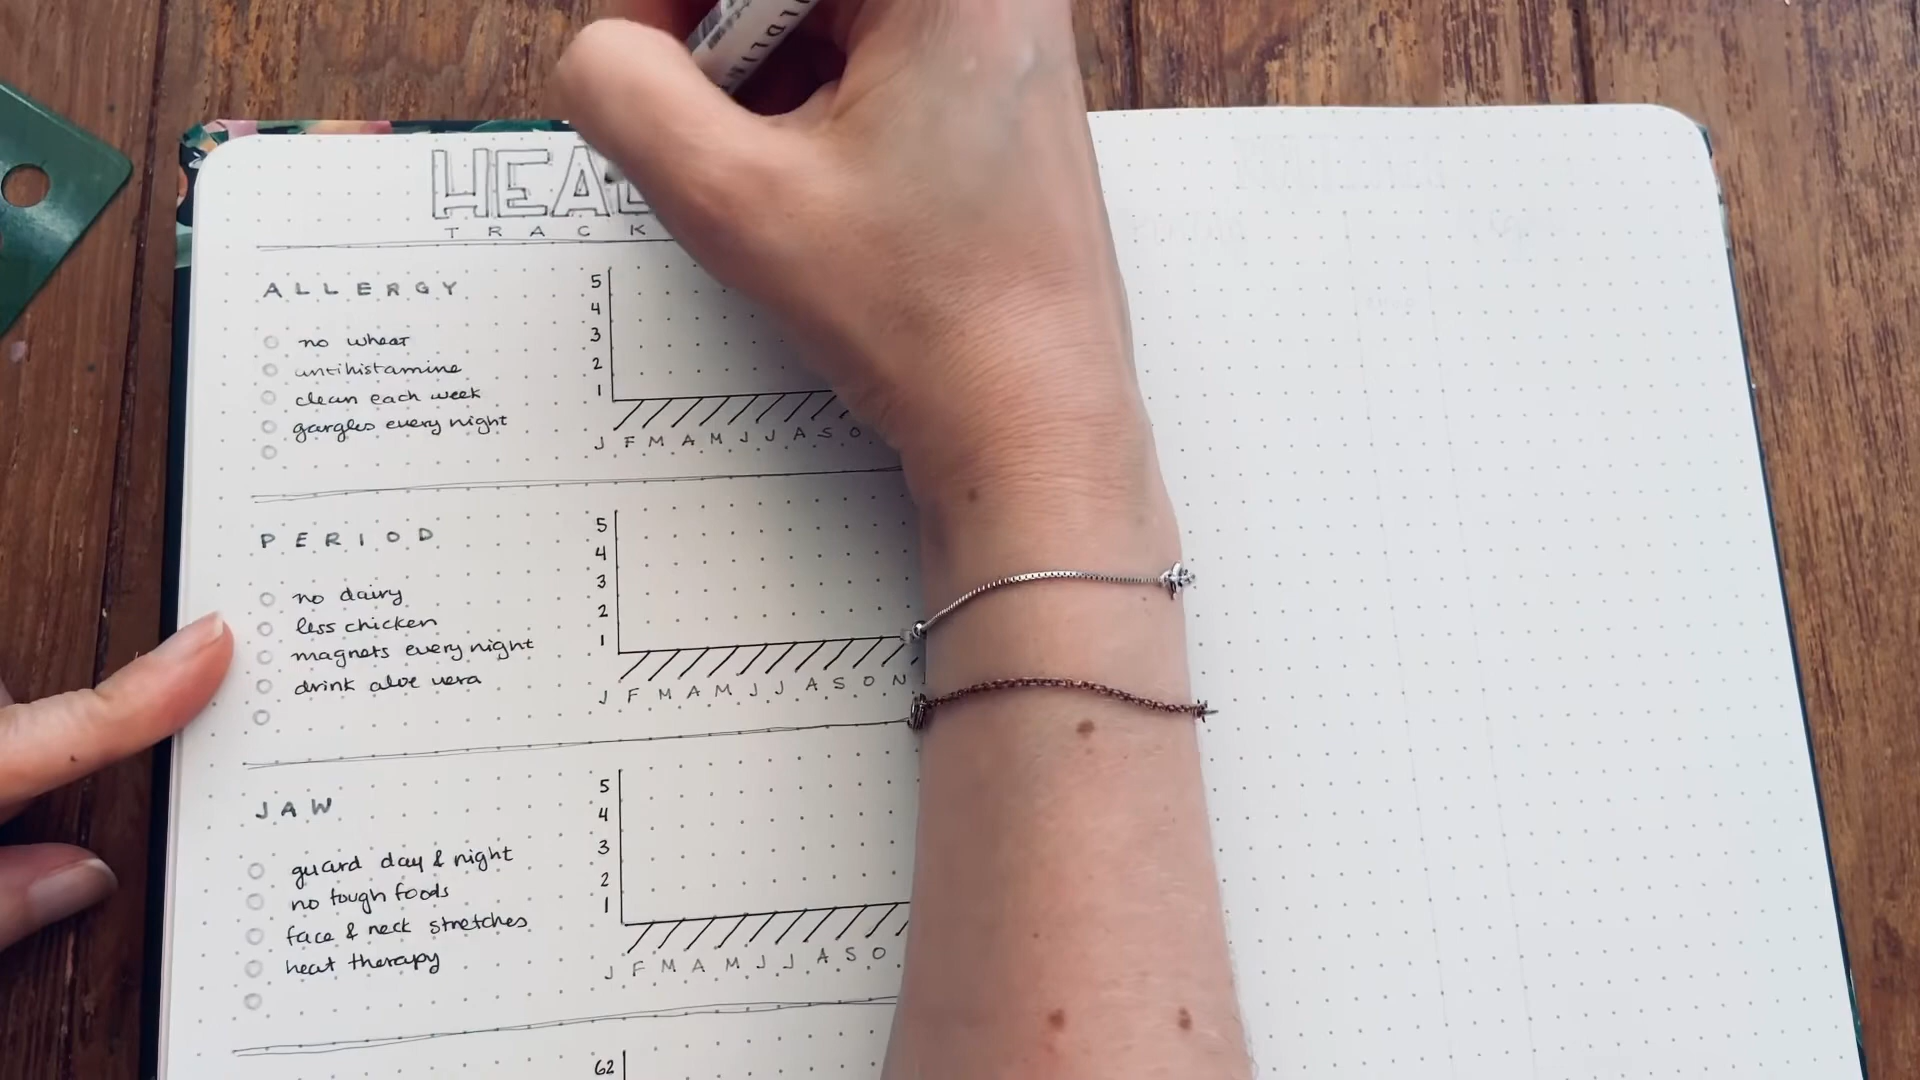 HEAL
TRACK
ALLERGY
no wheat
antihistamine
clean each week
gargles every night
5
4
3
2
1
J F M A M J J A S O
PERIOD
no dairy
less chicken
magnets every night
drink aloe vera
5
4
3
2
1
J F M A M J J A S O N
JAW
guard day & night
no tough foods
face & neck stretches
heat therapy
5
4
3
2
1
J F M A M J J A S O
62